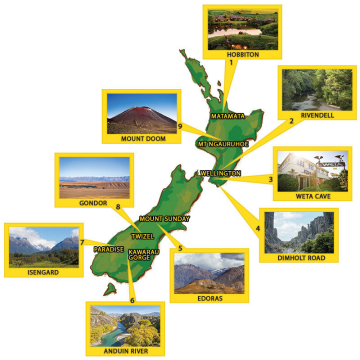 HOBBITON
1
MATAMATA
RIVENDELL
2
MOUNT DOOM
9
MT NGAURUHOE
WELLINGTON
3
WETA CAVE
GONDOR
8
4
DIMHOLT ROAD
MOUNT SUNDAY
TWIZEL
PARADISE
KAWARAU
GORGE
7
ISENGARD
5
EDORAS
6
ANDUIN RIVER